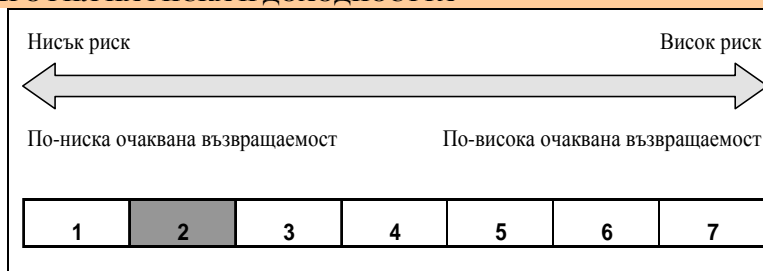 Нисък риск Висок риск
По-ниска очаквана възвращаемост По-висока очаквана възвращаемост
1 2 3 4 5 6 7